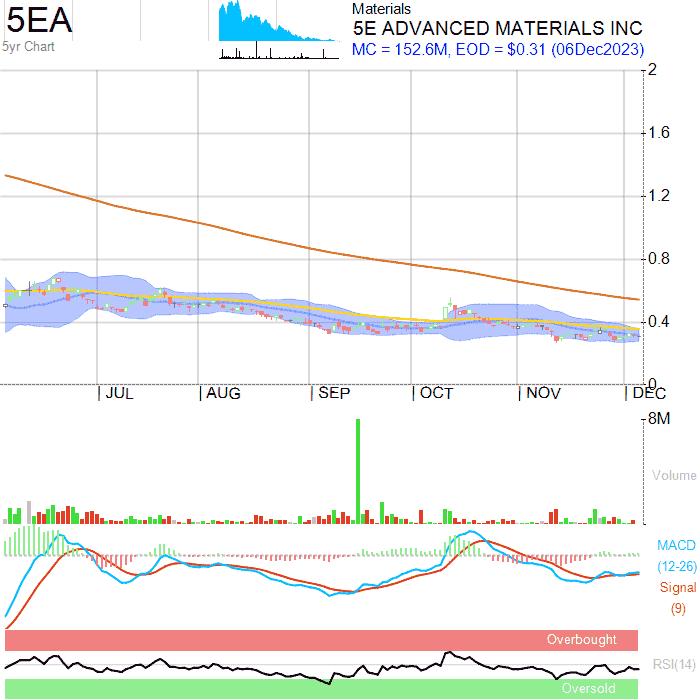 5EA
5yr Chart
Materials
5E ADVANCED MATERIALS INC
MC = 152.6M, EOD = $0.31 (06Dec2023)
2
1.6
1.2
0.8
0.4
0
JUL AUG SEP OCT NOV DEC
8M
Volume
MACD
(12-26)
Signal
(9)
Overbought
RSI(14)
Oversold